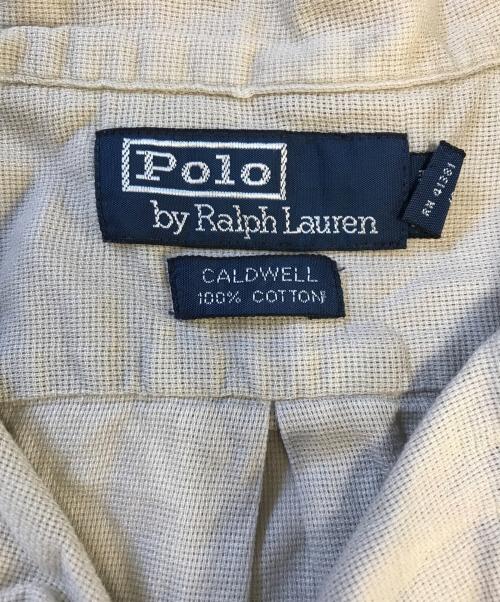 Polo
by Ralph Lauren
RN 41381
CALDWELL
100% COTTON